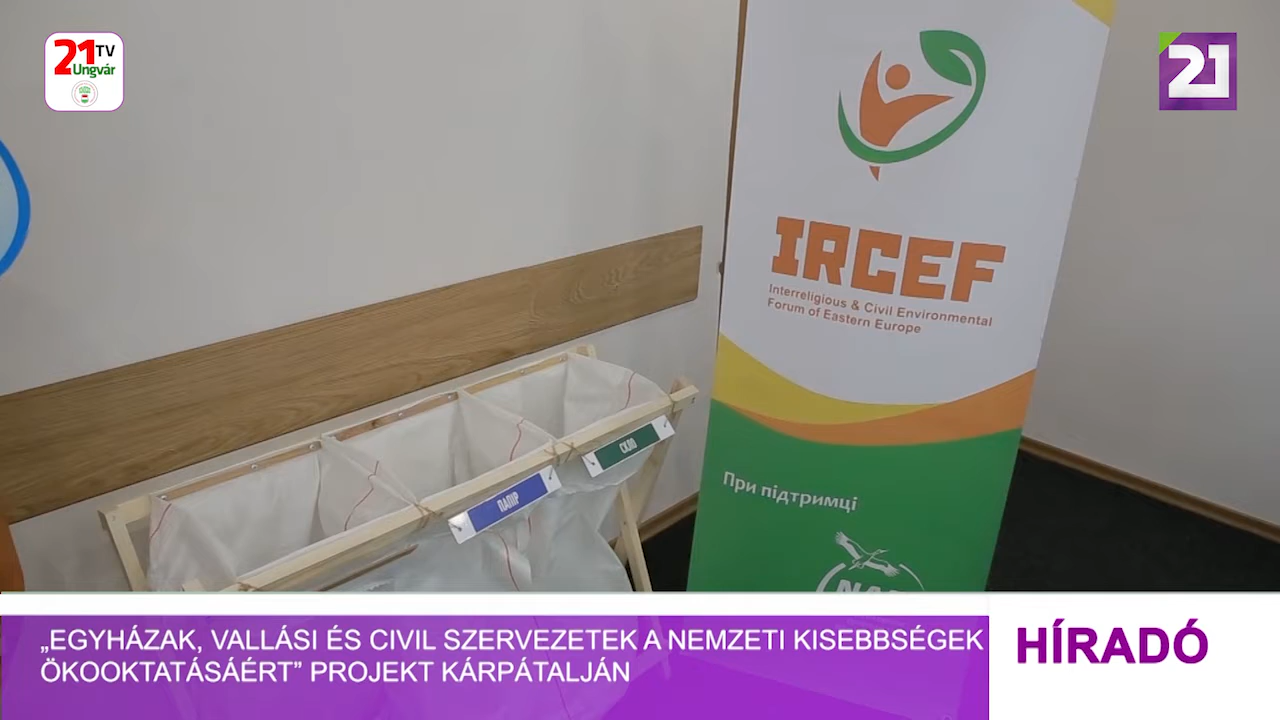 21 TV
Ungvár
21
IRCEF
Interreligious & Civil Environmental
Forum of Eastern Europe
СКЛО
ПАПІР
При підтримці
„EGYHÁZAK, VALLÁSI ÉS CIVIL SZERVEZETEK A NEMZETI KISEBBSÉGEK
ÖKOOKTATÁSÁÉRT” PROJEKT KÁRPÁTALJÁN
HÍRADÓ